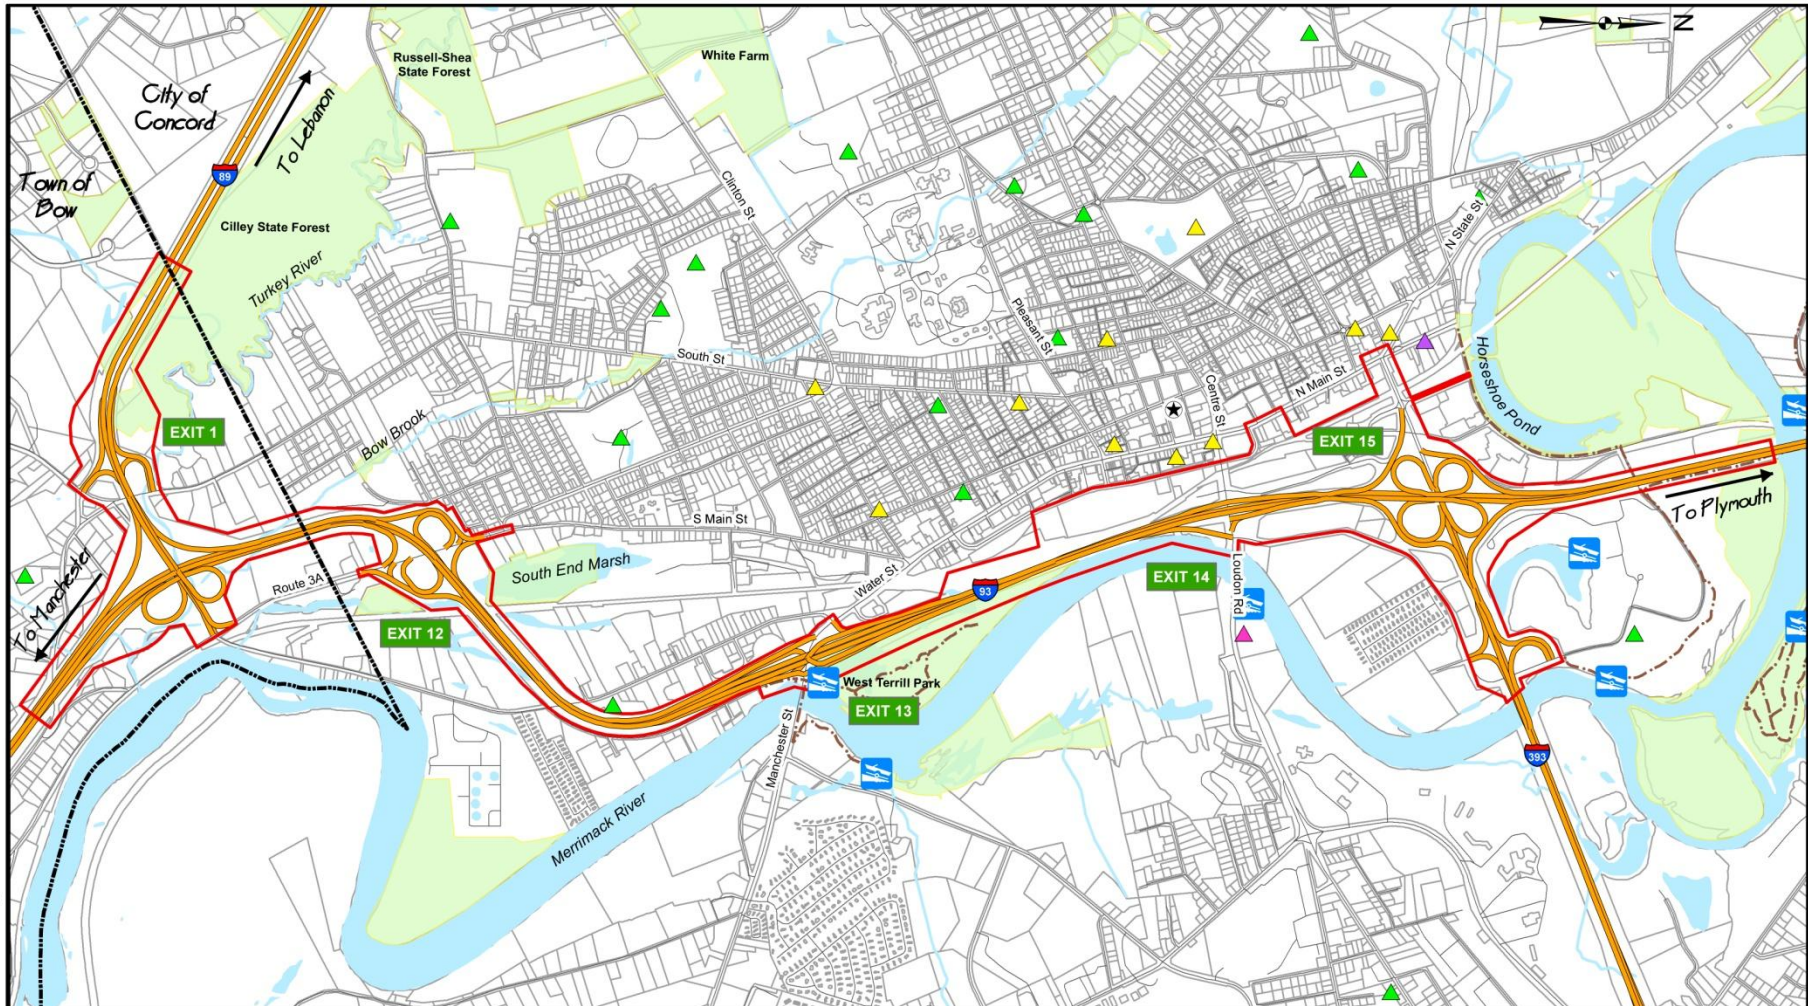 N
City of
Concord
Town of
Bow
89
To Lebanon
Russell-Shea
State Forest
White Farm
Cilley State Forest
Turkey River
Clinton St
Pleasant St
N State St
South St
Centre St
N Main St
Horseshoe Pond
EXIT 1
Bow Brook
EXIT 15
To Plymouth
S Main St
South End Marsh
Water St
93
EXIT 14
Loudon Rd
Route 3A
To Manchester
EXIT 12
West Terrill Park
EXIT 13
Manchester St
Merrimack River
393